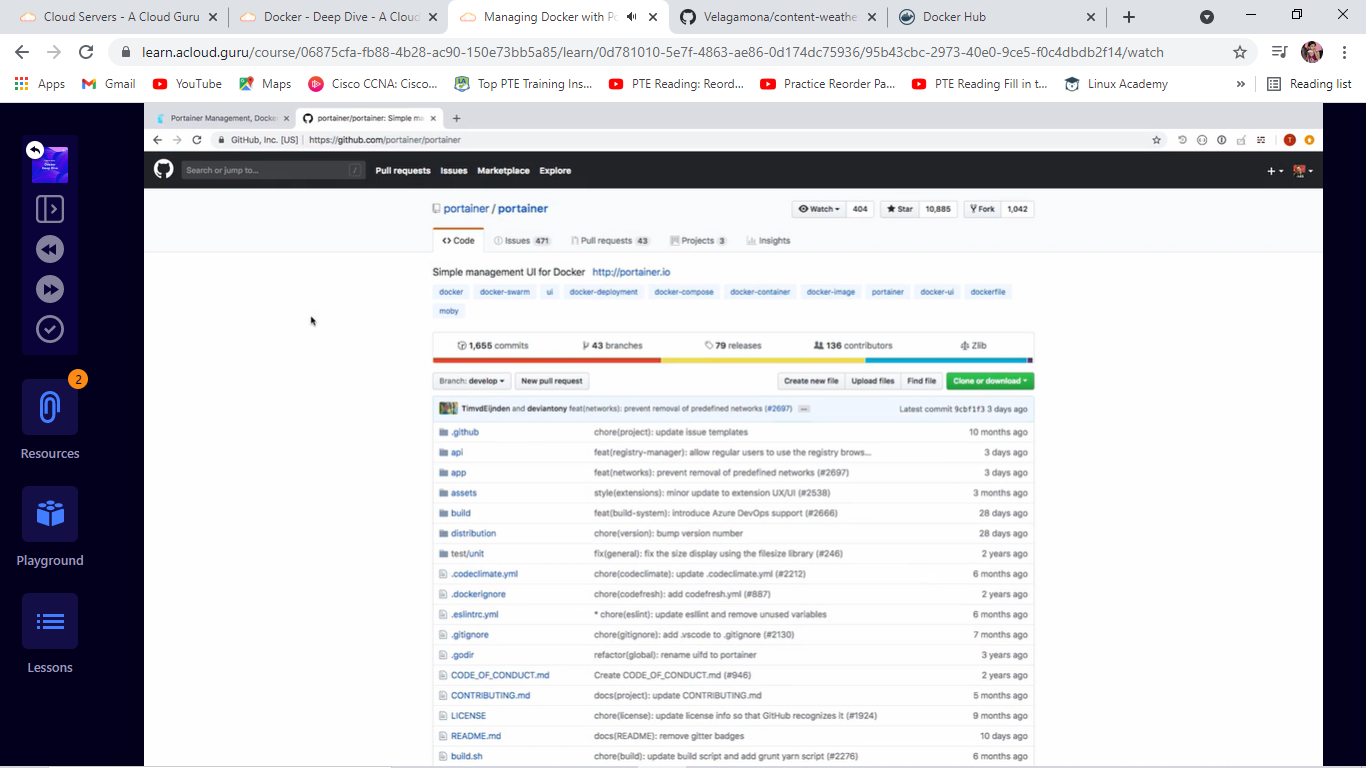 Cloud Servers - A Cloud Guru Docker - Deep Dive - A Cloud Managing Docker with Po Velagamona/content-weathe Docker Hub
learn.acloud.guru/course/06875cfa-fb88-4b28-ac90-150e73bb5a85/learn/0d781010-5e7f-4863-ae86-0d174dc75936/95b43cbc-2973-40e0-9ce5-f0c4dbdb2f14/watch
Apps Gmail YouTube Maps Cisco CCNA: Cisco... Top PTE Training Ins... PTE Reading: Reord... Practice Reorder Pa... PTE Reading Fill in t... Linux Academy » Reading list
Portainer Management, Docke portainer/portainer: Simple ma
GitHub, Inc. [US] https://github.com/portainer/portainer
Search or jump to... / Pull requests Issues Marketplace Explore
portainer / portainer Watch 404 Star 10,885 Fork 1,042
Code Issues 471 Pull requests 43 Projects 3 Insights
Simple management UI for Docker http://portainer.io
docker docker-swarm ui docker-deployment docker-compose docker-container docker-image portainer docker-ui dockerfile
moby
1,655 commits 43 branches 79 releases 136 contributors Zlib
Branch: develop New pull request Create new file Upload files Find file Clone or download
TimvdEijnden and deviantony feat(networks): prevent removal of predefined networks (#2697) ... Latest commit 9cbf1f3 3 days ago
.github chore(project): update issue templates 10 months ago
api feat(registry-manager): allow regular users to use the registry brows... 3 days ago
app feat(networks): prevent removal of predefined networks (#2697) 3 days ago
assets style(extensions): minor update to extension UX/UI (#2538) 3 months ago
build feat(build-system): introduce Azure DevOps support (#2666) 28 days ago
distribution chore(version): bump version number 28 days ago
test/unit fix(general): fix the size display using the filesize library (#246) 2 years ago
.codeclimate.yml chore(codeclimate): update .codeclimate.yml (#2212) 6 months ago
.dockerignore chore(codefresh): add codefresh.yml (#887) 2 years ago
.eslintrc.yml * chore(eslint): update esllint and remove unused variables 6 months ago
.gitignore chore(gitignore): add .vscode to .gitignore (#2130) 7 months ago
.godir refactor(global): rename uifd to portainer 3 years ago
CODE_OF_CONDUCT.md Create CODE_OF_CONDUCT.md (#946) 2 years ago
CONTRIBUTING.md docs(project): update CONTRIBUTING.md 5 months ago
LICENSE chore(license): update license info so that GitHub recognizes it (#1924) 9 months ago
README.md docs(README): remove gitter badges 10 days ago
build.sh chore(build): update build script and add grunt yarn script (#2276) 6 months ago
2
Resources
Playground
Lessons